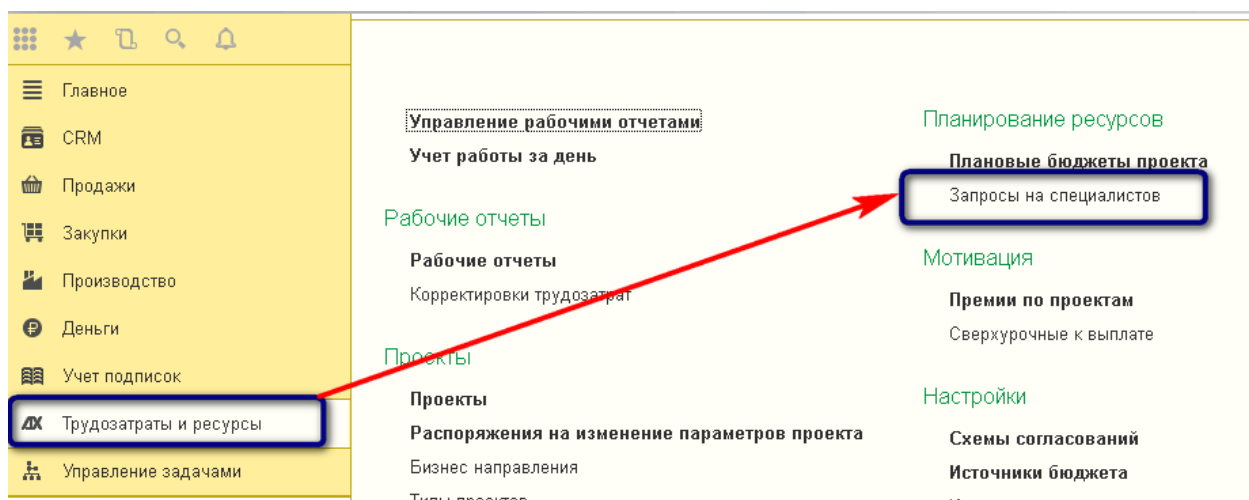 Главное
CRM
Продажи
Закупки
Производство
Деньги
Учет подписок
Трудозатраты и ресурсы
Управление задачами
Управление рабочими отчетами
Учет работы за день
Рабочие отчеты
Рабочие отчеты
Корректировки трудозатрат
Проекты
Проекты
Распоряжения на изменение параметров проекта
Бизнес направления
Типы проектов
Планирование ресурсов
Плановые бюджеты проекта
Запросы на специалистов
Мотивация
Премии по проектам
Сверхурочные к выплате
Настройки
Схемы согласований
Источники бюджета